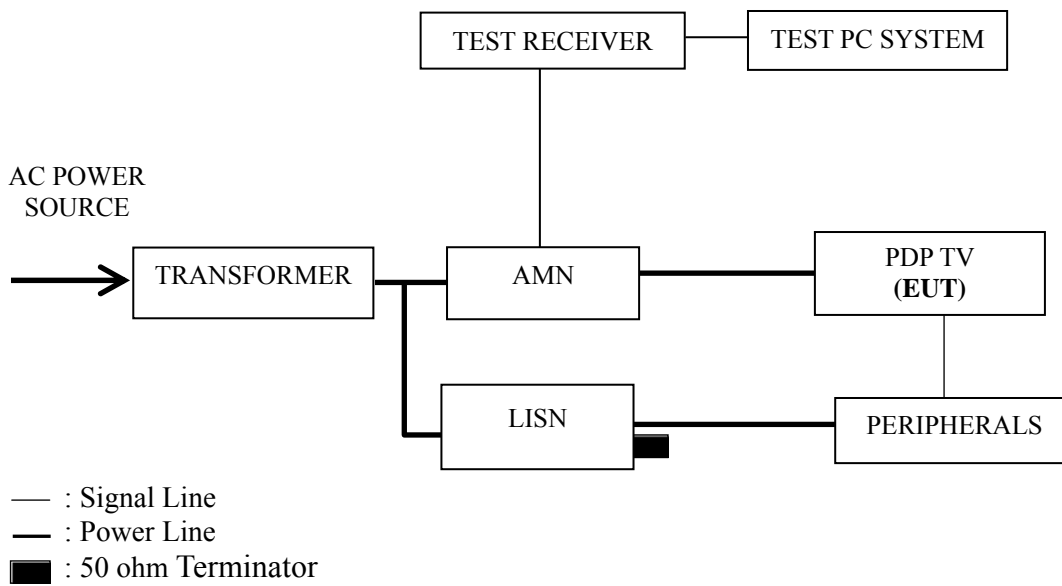 TEST RECEIVER
TEST PC SYSTEM
AC POWER
SOURCE
TRANSFORMER
AMN
PDP TV
(EUT)
LISN
PERIPHERALS
: Signal Line
: Power Line
: 50 ohm Terminator